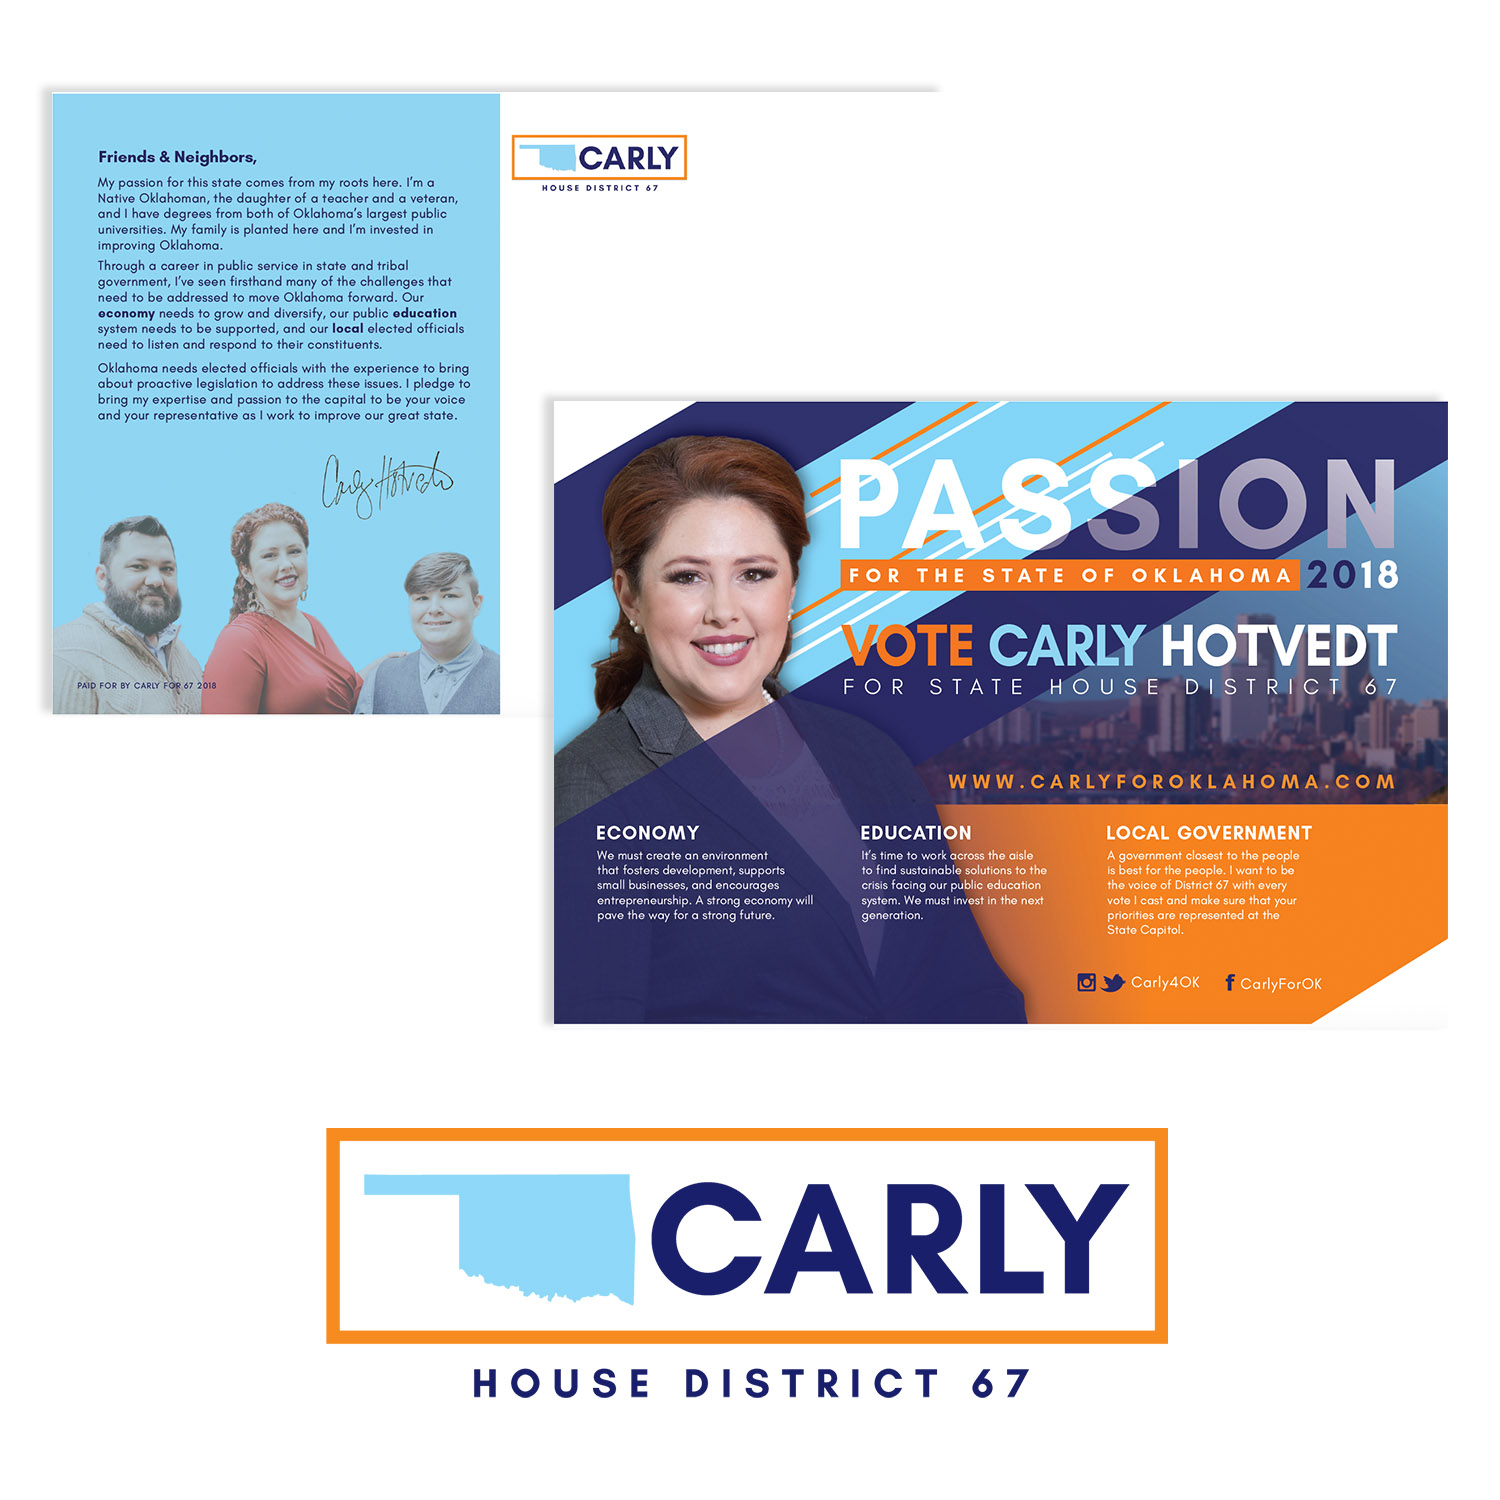 Friends & Neighbors,
My passion for this state comes from my roots here. I'm a
Native Oklahoman, the daughter of a teacher and a veteran,
and I have degrees from both of Oklahoma's largest public
universities. My family is planted here and I'm invested in
improving Oklahoma.
Through a career in public service in state and tribal
government, I've seen firsthand many of the challenges that
need to be addressed to move Oklahoma forward. Our
economy needs to grow and diversify, our public education
system needs to be supported, and our local elected officials
need to listen and respond to their constituents.
Oklahoma needs elected officials with the experience to bring
about proactive legislation to address these issues. I pledge to
bring my expertise and passion to the capital to be your voice
and your representative as I work to improve our great state.
Carly Hotvedt
PAID FOR BY CARLY FOR 67 2018
CARLY
HOUSE DISTRICT 67
PASSION
FOR THE STATE OF OKLAHOMA 2018
VOTE CARLY HOTVEDT
FOR STATE HOUSE DISTRICT 67
WWW.CARLYFOROKLAHOMA.COM
ECONOMY
We must create an environment
that fosters development, supports
small businesses, and encourages
entrepreneurship. A strong economy will
pave the way for a strong future.
EDUCATION
It's time to work across the aisle
to find sustainable solutions to the
crisis facing our public education
system. We must invest in the next
generation.
LOCAL GOVERNMENT
A government closest to the people
is best for the people. I want to be
the voice of District 67 with every
vote I cast and make sure that your
priorities are represented at the
State Capitol.
Carly4OK
f CarlyForOK
CARLY
HOUSE DISTRICT 67